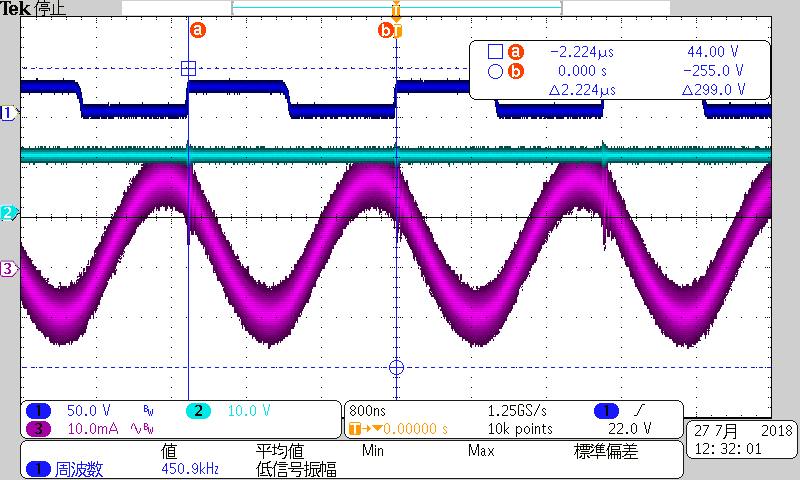 Tek 停止
T
a
b T
a -2.224µs 44.00 V
b 0.000 s -255.0 V
△2.224µs △299.0 V
1
2
3
1 50.0 V BW 2 10.0 V
3 10.0mA ∿BW
800ns 1.25GS/s 1 ∫
T→▼0.00000 s 10k points 22.0 V
27 7月 2018
12:32:01
値 平均値 Min Max 標準偏差
1 周波数 450.9kHz 低信号振幅